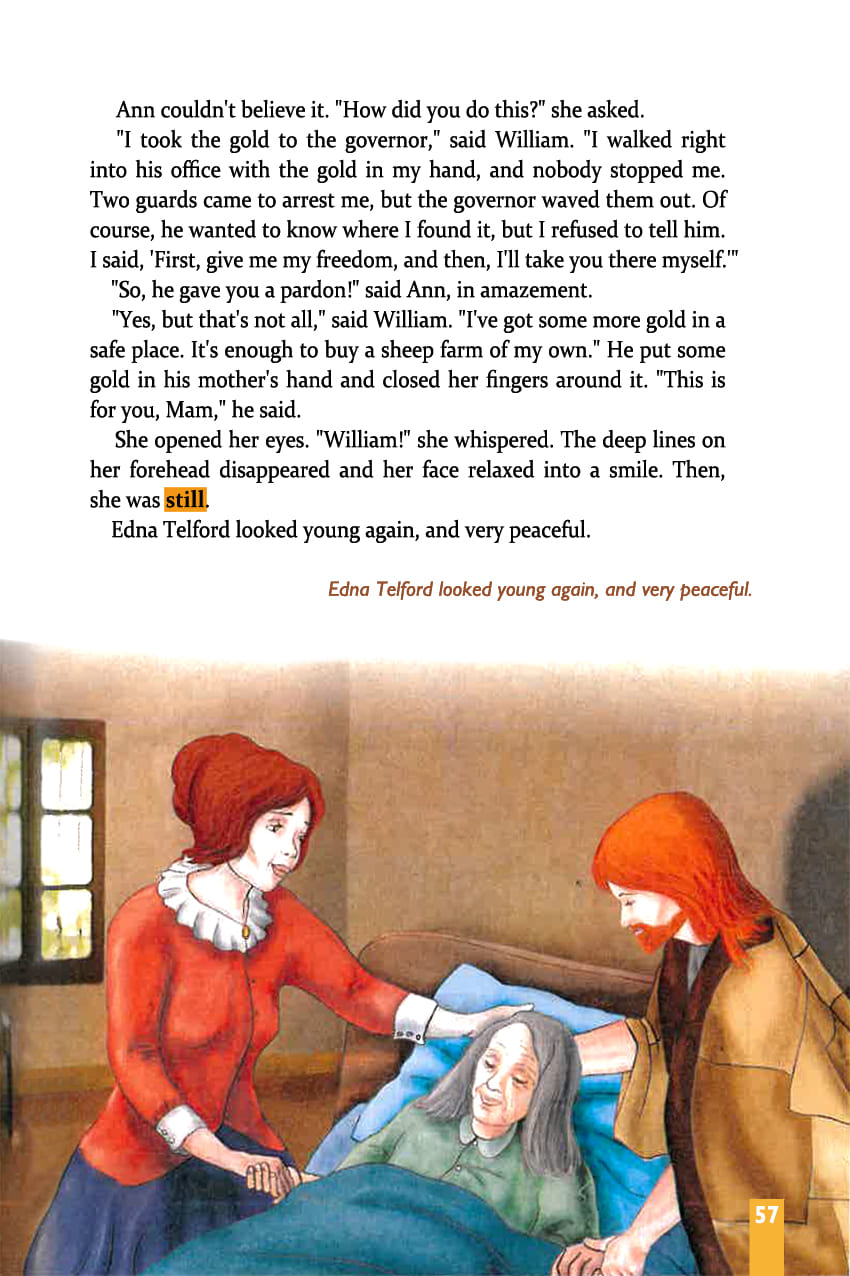 Ann couldn't believe it. "How did you do this?" she asked.
"I took the gold to the governor," said William. "I walked right
into his office with the gold in my hand, and nobody stopped me.
Two guards came to arrest me, but the governor waved them out. Of
course, he wanted to know where I found it, but I refused to tell him.
I said, 'First, give me my freedom, and then, I'll take you there myself.'"
"So, he gave you a pardon!" said Ann, in amazement.
"Yes, but that's not all," said William. "I've got some more gold in a
safe place. It's enough to buy a sheep farm of my own." He put some
gold in his mother's hand and closed her fingers around it. "This is
for you, Mam," he said.
She opened her eyes. "William!" she whispered. The deep lines on
her forehead disappeared and her face relaxed into a smile. Then,
she was still.
Edna Telford looked young again, and very peaceful.
Edna Telford looked young again, and very peaceful.
57